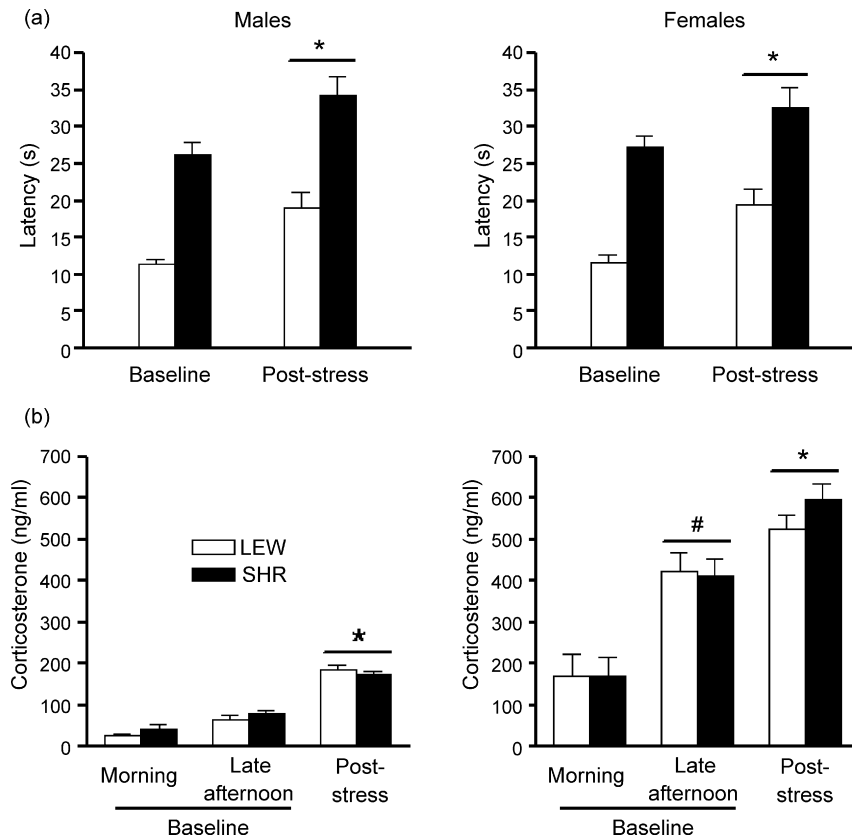 (a)
Males
Females
*
*
Latency (s)
40
35
30
25
20
15
10
5
0
Baseline
Post-stress
Latency (s)
40
35
30
25
20
15
10
5
0
Baseline
Post-stress
(b)
Corticosterone (ng/ml)
700
600
500
400
300
200
100
0
LEW
SHR
*
Morning
Late
afternoon
Post-
stress
Baseline
Corticosterone (ng/ml)
700
600
500
400
300
200
100
0
#
*
Morning
Late
afternoon
Post-
stress
Baseline